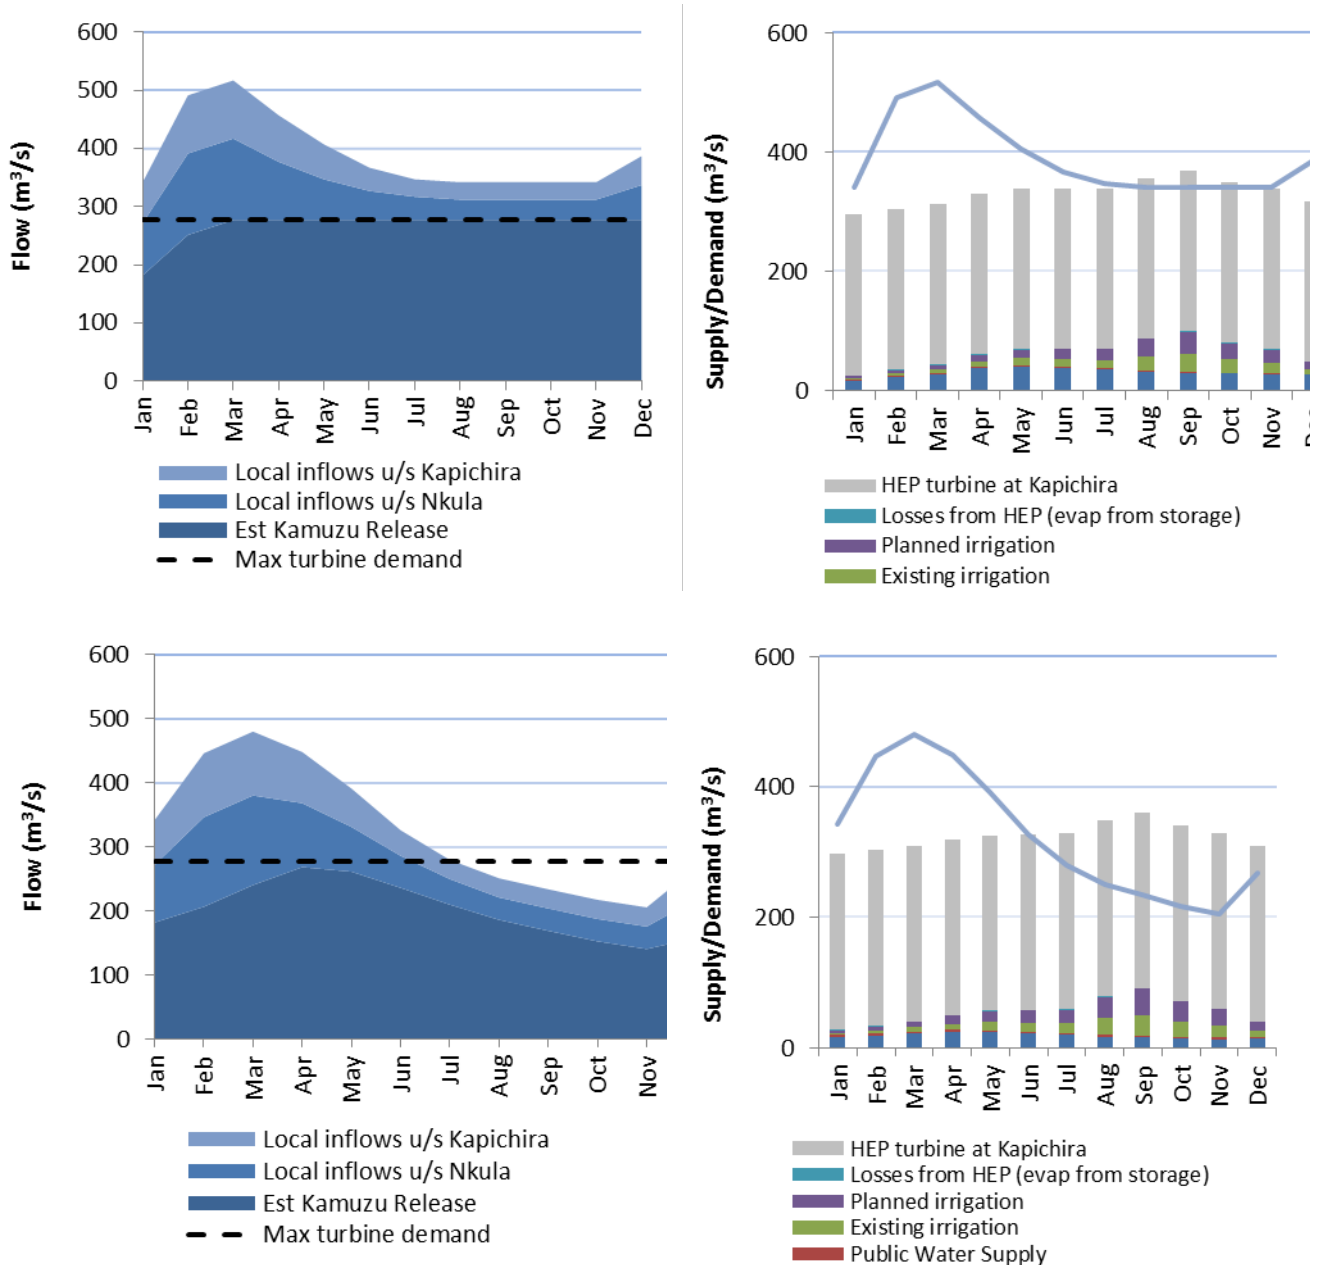 600
500
400
300
200
100
0
Flow (m³/s)
Jan Feb Mar Apr May Jun Jul Aug Sep Oct Nov Dec
Local inflows u/s Kapichira
Local inflows u/s Nkula
Est Kamuzu Release
Max turbine demand
600
400
200
0
Supply/Demand (m³/s)
Jan Feb Mar Apr May Jun Jul Aug Sep Oct Nov
HEP turbine at Kapichira
Losses from HEP (evap from storage)
Planned irrigation
Existing irrigation
600
500
400
300
200
100
0
Flow (m³/s)
Jan Feb Mar Apr May Jun Jul Aug Sep Oct Nov
Local inflows u/s Kapichira
Local inflows u/s Nkula
Est Kamuzu Release
Max turbine demand
600
400
200
0
Supply/Demand (m³/s)
Jan Feb Mar Apr May Jun Jul Aug Sep Oct Nov Dec
HEP turbine at Kapichira
Losses from HEP (evap from storage)
Planned irrigation
Existing irrigation
Public Water Supply